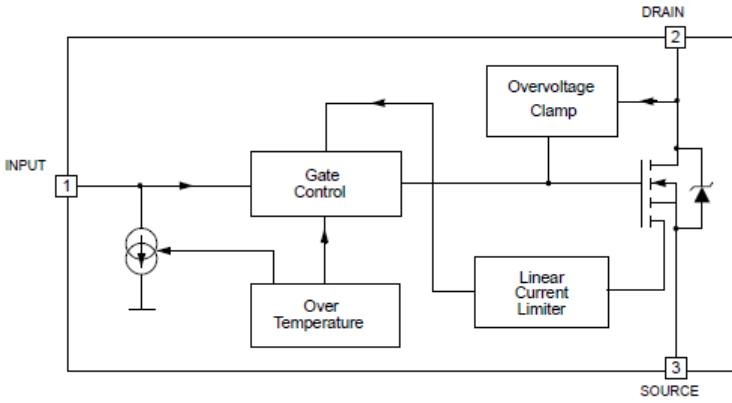 DRAIN
2
Overvoltage
Clamp
INPUT
1
Gate
Control
Over
Temperature
Linear
Current
Limiter
3
SOURCE